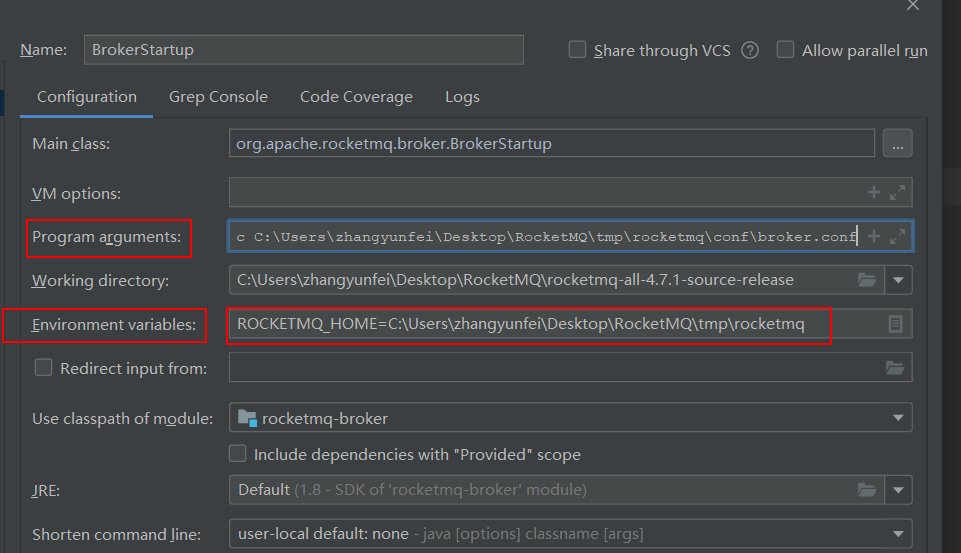 Name: BrokerStartup Share through VCS ? Allow parallel run
Configuration Grep Console Code Coverage Logs
Main class: org.apache.rocketmq.broker.BrokerStartup ...
VM options:
Program arguments: c C:\Users\zhangyunfei\Desktop\RocketMQ\tmp\rocketmq\conf\broker.conf
Working directory: C:\Users\zhangyunfei\Desktop\RocketMQ\rocketmq-all-4.7.1-source-release
Environment variables: ROCKETMQ_HOME=C:\Users\zhangyunfei\Desktop\RocketMQ\tmp\rocketmq
Redirect input from:
Use classpath of module: rocketmq-broker
Include dependencies with "Provided" scope
JRE: Default (1.8 - SDK of 'rocketmq-broker' module)
Shorten command line: user-local default: none - java [options] classname [args]